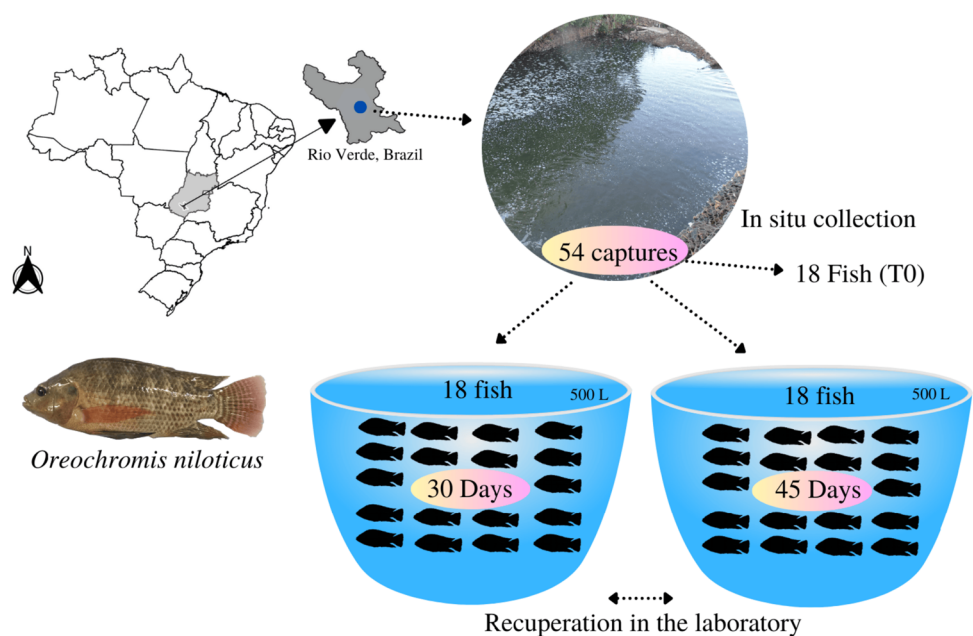 Rio Verde, Brazil
N
54 captures
In situ collection
18 Fish (T0)
Oreochromis niloticus
18 fish
500 L
30 Days
18 fish
500 L
45 Days
Recuperation in the laboratory